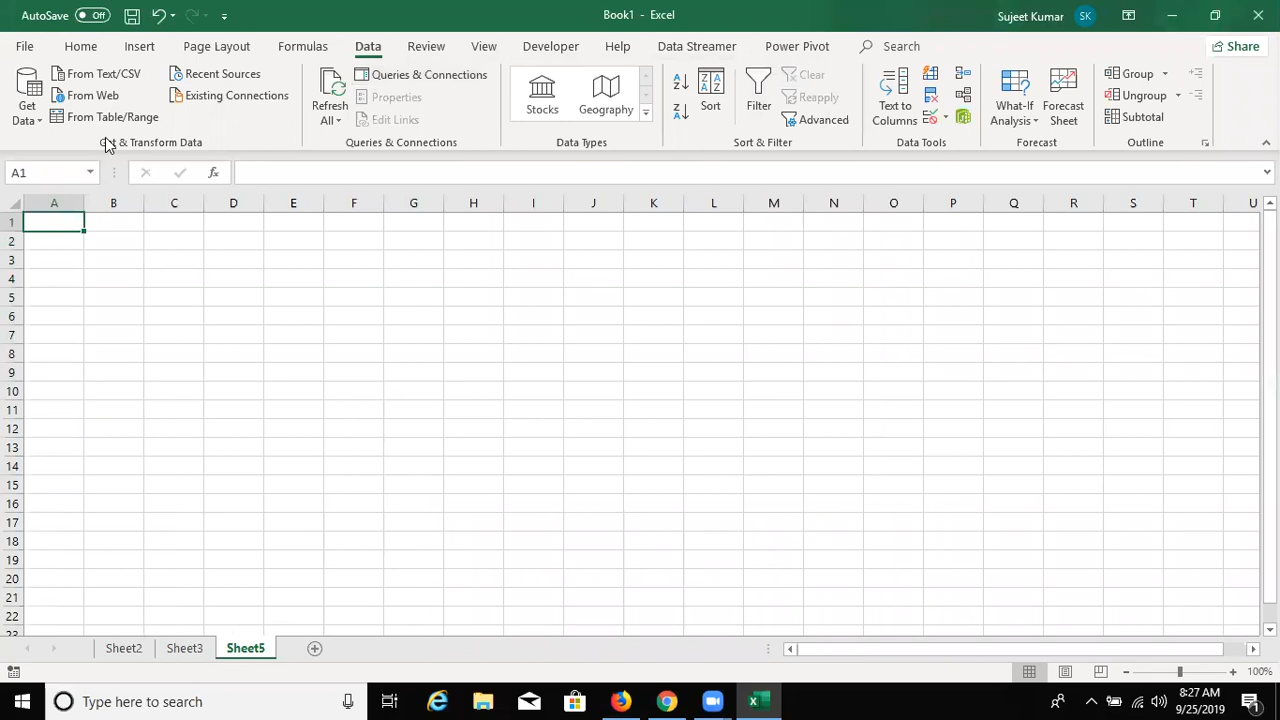 AutoSave Off Book1 - Excel Sujeet Kumar SK
File Home Insert Page Layout Formulas Data Review View Developer Help Data Streamer Power Pivot Search Share
Get Data
From Text/CSV
From Web
From Table/Range
Recent Sources
Existing Connections
Get & Transform Data
Refresh All
Queries & Connections
Properties
Edit Links
Queries & Connections
Stocks
Geography
Data Types
Sort
Filter
Clear
Reapply
Advanced
Sort & Filter
Text to Columns
Data Tools
What-If Analysis
Forecast Sheet
Forecast
Group
Ungroup
Subtotal
Outline
A1 fx
A B C D E F G H I J K L M N O P Q R S T U
1
2
3
4
5
6
7
8
9
10
11
12
13
14
15
16
17
18
19
20
21
22
23
Sheet2 Sheet3 Sheet5
100%
Type here to search
8:27 AM
9/25/2019
1